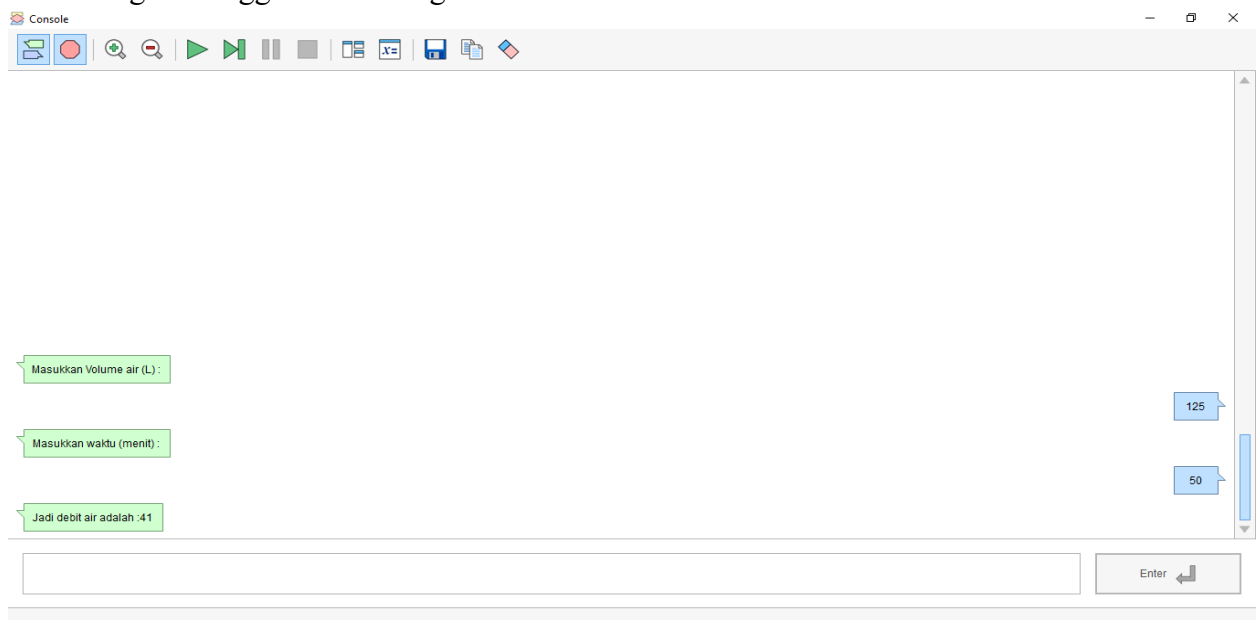 Console
x=
Masukkan Volume air (L) :
125
Masukkan waktu (menit) :
50
Jadi debit air adalah :41
Enter